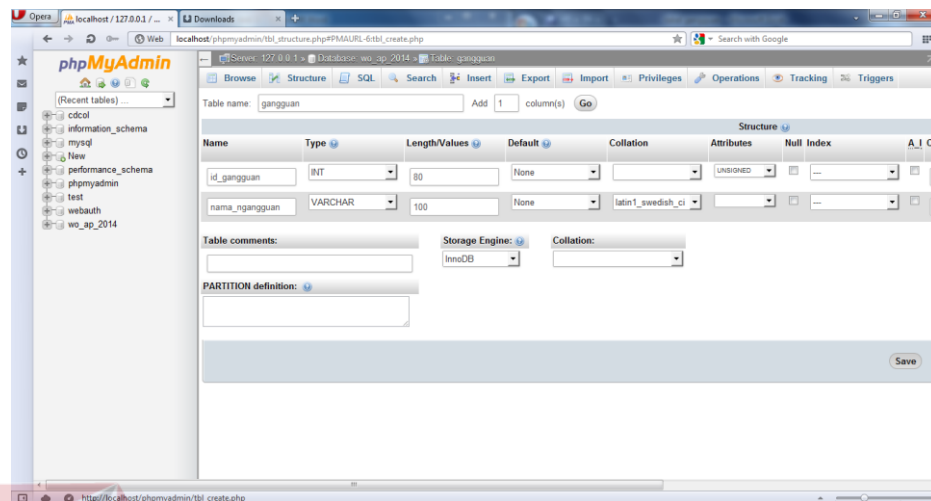 Opera localhost / 127.0.0.1 / ... × Downloads × +
Web localhost/phpmyadmin/tbl_structure.php#PMAURL-6:tbl_create.php Search with Google
phpMyAdmin
(Recent tables) ...
cdcol
information_schema
mysql
New
performance_schema
phpmyadmin
test
webauth
wo_ap_2014
Server: 127.0.0.1 » Database: wo_ap_2014 » Table: gangguan
Browse Structure SQL Search Insert Export Import Privileges Operations Tracking Triggers
Table name: gangguan Add 1 column(s) Go
Structure
Name Type Length/Values Default Collation Attributes Null Index A_I C
id_gangguan INT 80 None UNSIGNED ---
nama_ngangguan VARCHAR 100 None latin1_swedish_ci ---
Table comments: Storage Engine: Collation:
InnoDB
PARTITION definition:
Save
http://localhost/phpmyadmin/tbl_create.php